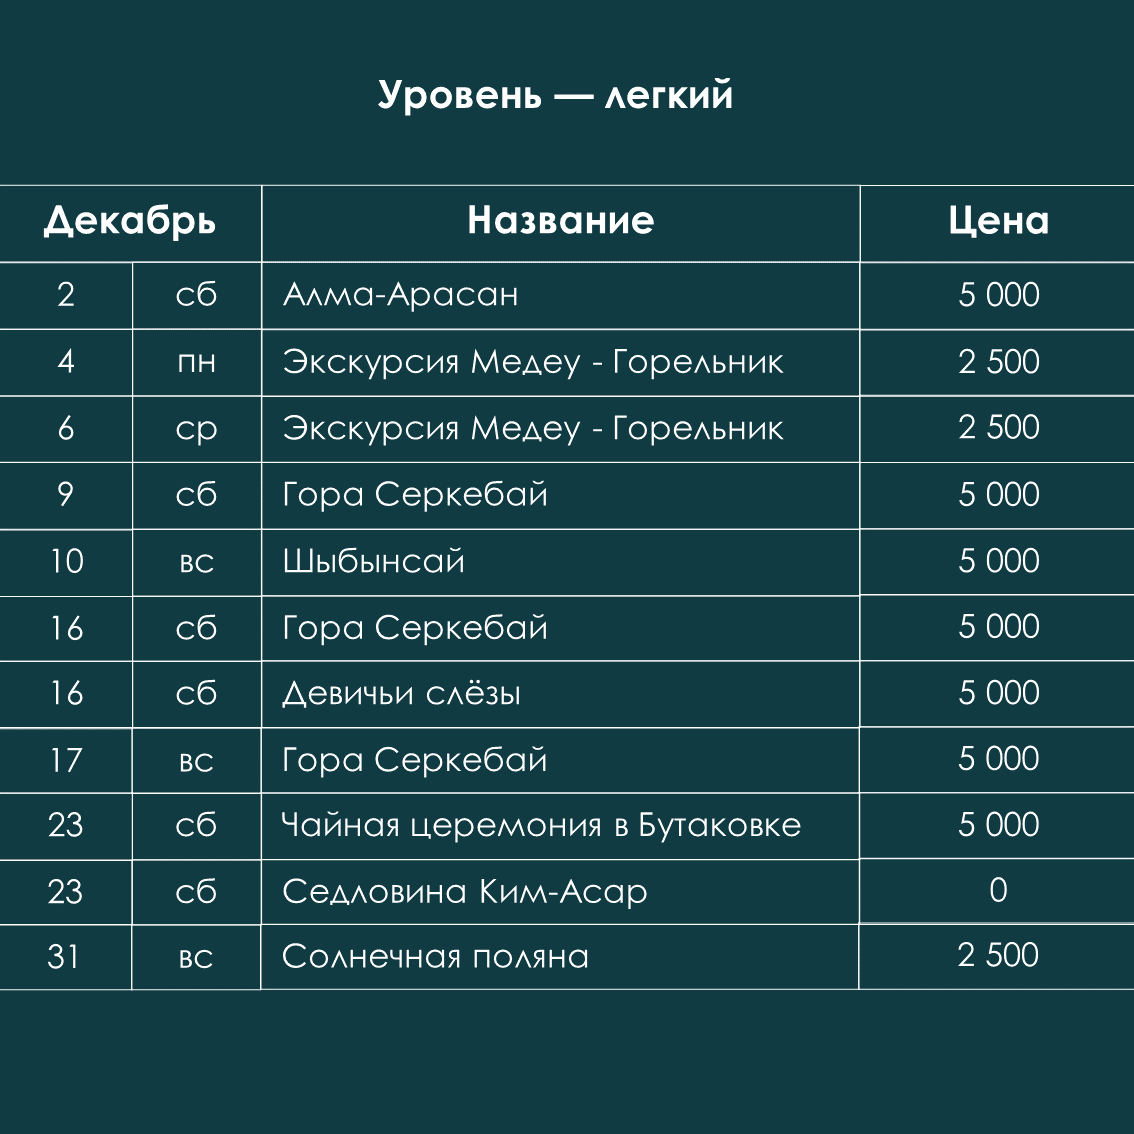 Уровень — легкий
Декабрь Название Цена
2 сб Алма-Арасан 5 000
4 пн Экскурсия Медеу - Горельник 2 500
6 ср Экскурсия Медеу - Горельник 2 500
9 сб Гора Серкебай 5 000
10 вс Шыбынсай 5 000
16 сб Гора Серкебай 5 000
16 сб Девичьи слёзы 5 000
17 вс Гора Серкебай 5 000
23 сб Чайная церемония в Бутаковке 5 000
23 сб Седловина Ким-Асар 0
31 вс Солнечная поляна 2 500